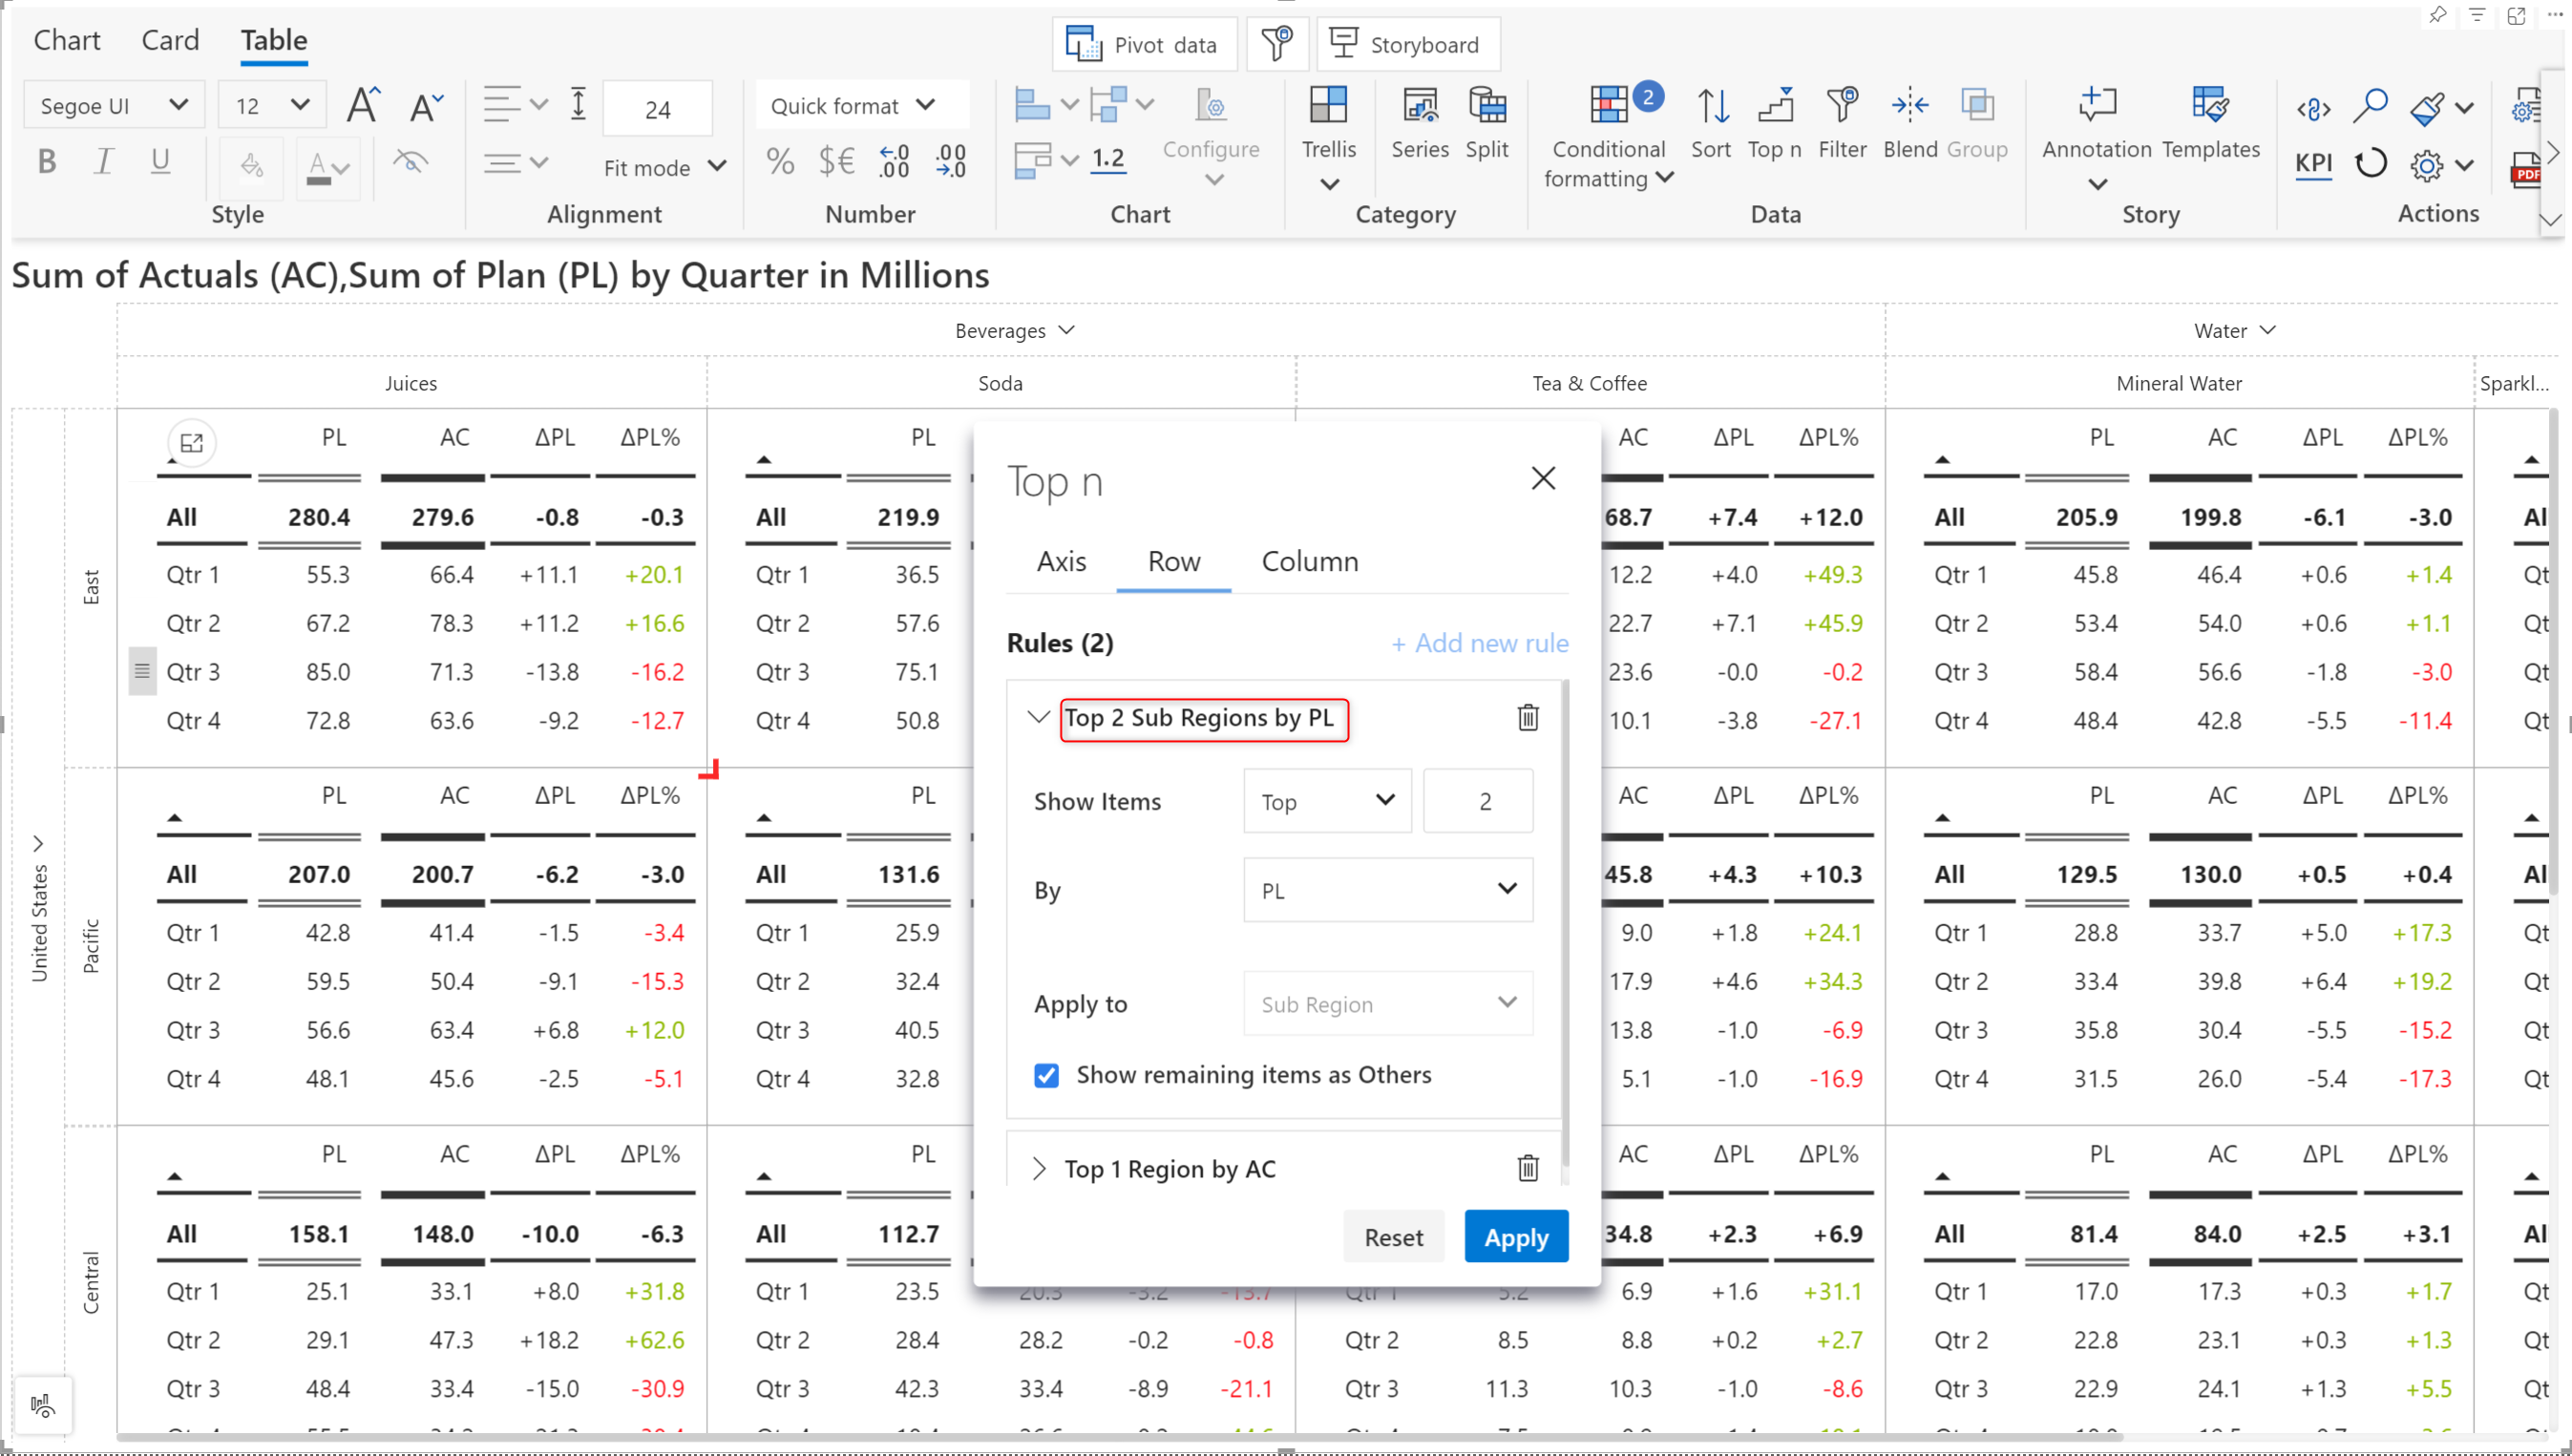 Chart Card Table
Pivot data Storyboard
Segoe UI 12 24 Quick format
B I U A Fit mode % $€ 1.2
Configure Trellis Series Split Conditional formatting 2 Sort Top n Filter Blend Group Annotation Templates KPI PDF
Style Alignment Number Chart Category Data Story Actions
Sum of Actuals (AC),Sum of Plan (PL) by Quarter in Millions
Beverages Water
Juices Soda Tea & Coffee Mineral Water Sparkl...
United States
East
PL AC ΔPL ΔPL% PL AC ΔPL ΔPL% PL AC ΔPL ΔPL%
All 280.4 279.6 -0.8 -0.3 All 219.9 68.7 +7.4 +12.0 All 205.9 199.8 -6.1 -3.0 Al
Qtr 1 55.3 66.4 +11.1 +20.1 Qtr 1 36.5 12.2 +4.0 +49.3 Qtr 1 45.8 46.4 +0.6 +1.4 Qt
Qtr 2 67.2 78.3 +11.2 +16.6 Qtr 2 57.6 22.7 +7.1 +45.9 Qtr 2 53.4 54.0 +0.6 +1.1 Qt
Qtr 3 85.0 71.3 -13.8 -16.2 Qtr 3 75.1 23.6 -0.0 -0.2 Qtr 3 58.4 56.6 -1.8 -3.0 Qt
Qtr 4 72.8 63.6 -9.2 -12.7 Qtr 4 50.8 10.1 -3.8 -27.1 Qtr 4 48.4 42.8 -5.5 -11.4 Qt
Pacific
PL AC ΔPL ΔPL% PL AC ΔPL ΔPL% PL AC ΔPL ΔPL%
All 207.0 200.7 -6.2 -3.0 All 131.6 45.8 +4.3 +10.3 All 129.5 130.0 +0.5 +0.4 Al
Qtr 1 42.8 41.4 -1.5 -3.4 Qtr 1 25.9 9.0 +1.8 +24.1 Qtr 1 28.8 33.7 +5.0 +17.3 Qt
Qtr 2 59.5 50.4 -9.1 -15.3 Qtr 2 32.4 17.9 +4.6 +34.3 Qtr 2 33.4 39.8 +6.4 +19.2 Qt
Qtr 3 56.6 63.4 +6.8 +12.0 Qtr 3 40.5 13.8 -1.0 -6.9 Qtr 3 35.8 30.4 -5.5 -15.2 Qt
Qtr 4 48.1 45.6 -2.5 -5.1 Qtr 4 32.8 5.1 -1.0 -16.9 Qtr 4 31.5 26.0 -5.4 -17.3 Qt
Central
PL AC ΔPL ΔPL% PL AC ΔPL ΔPL% PL AC ΔPL ΔPL%
All 158.1 148.0 -10.0 -6.3 All 112.7 34.8 +2.3 +6.9 All 81.4 84.0 +2.5 +3.1 Al
Qtr 1 25.1 33.1 +8.0 +31.8 Qtr 1 23.5 20.3 -3.2 -13.7 Qtr 1 5.2 6.9 +1.6 +31.1 Qtr 1 17.0 17.3 +0.3 +1.7 Qt
Qtr 2 29.1 47.3 +18.2 +62.6 Qtr 2 28.4 28.2 -0.2 -0.8 Qtr 2 8.5 8.8 +0.2 +2.7 Qtr 2 22.8 23.1 +0.3 +1.3 Qt
Qtr 3 48.4 33.4 -15.0 -30.9 Qtr 3 42.3 33.4 -8.9 -21.1 Qtr 3 11.3 10.3 -1.0 -8.6 Qtr 3 22.9 24.1 +1.3 +5.5 Qt
Top n
Axis Row Column
Rules (2) + Add new rule
Top 2 Sub Regions by PL
Show Items Top 2
By PL
Apply to Sub Region
Show remaining items as Others
Top 1 Region by AC
Reset Apply